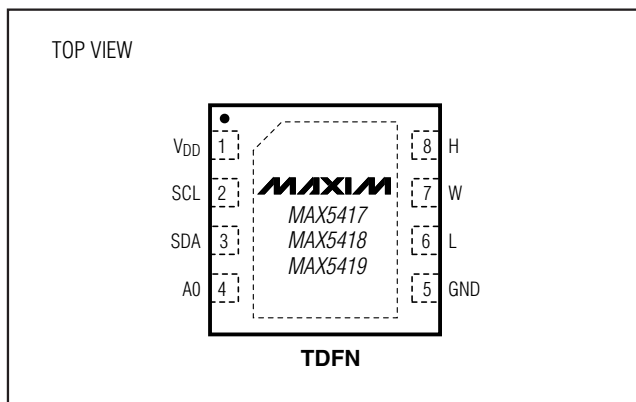 TOP VIEW
VDD 1 8 H
SCL 2 MAXIM 7 W
MAX5417
SDA 3 MAX5418 6 L
MAX5419
A0 4 5 GND
TDFN